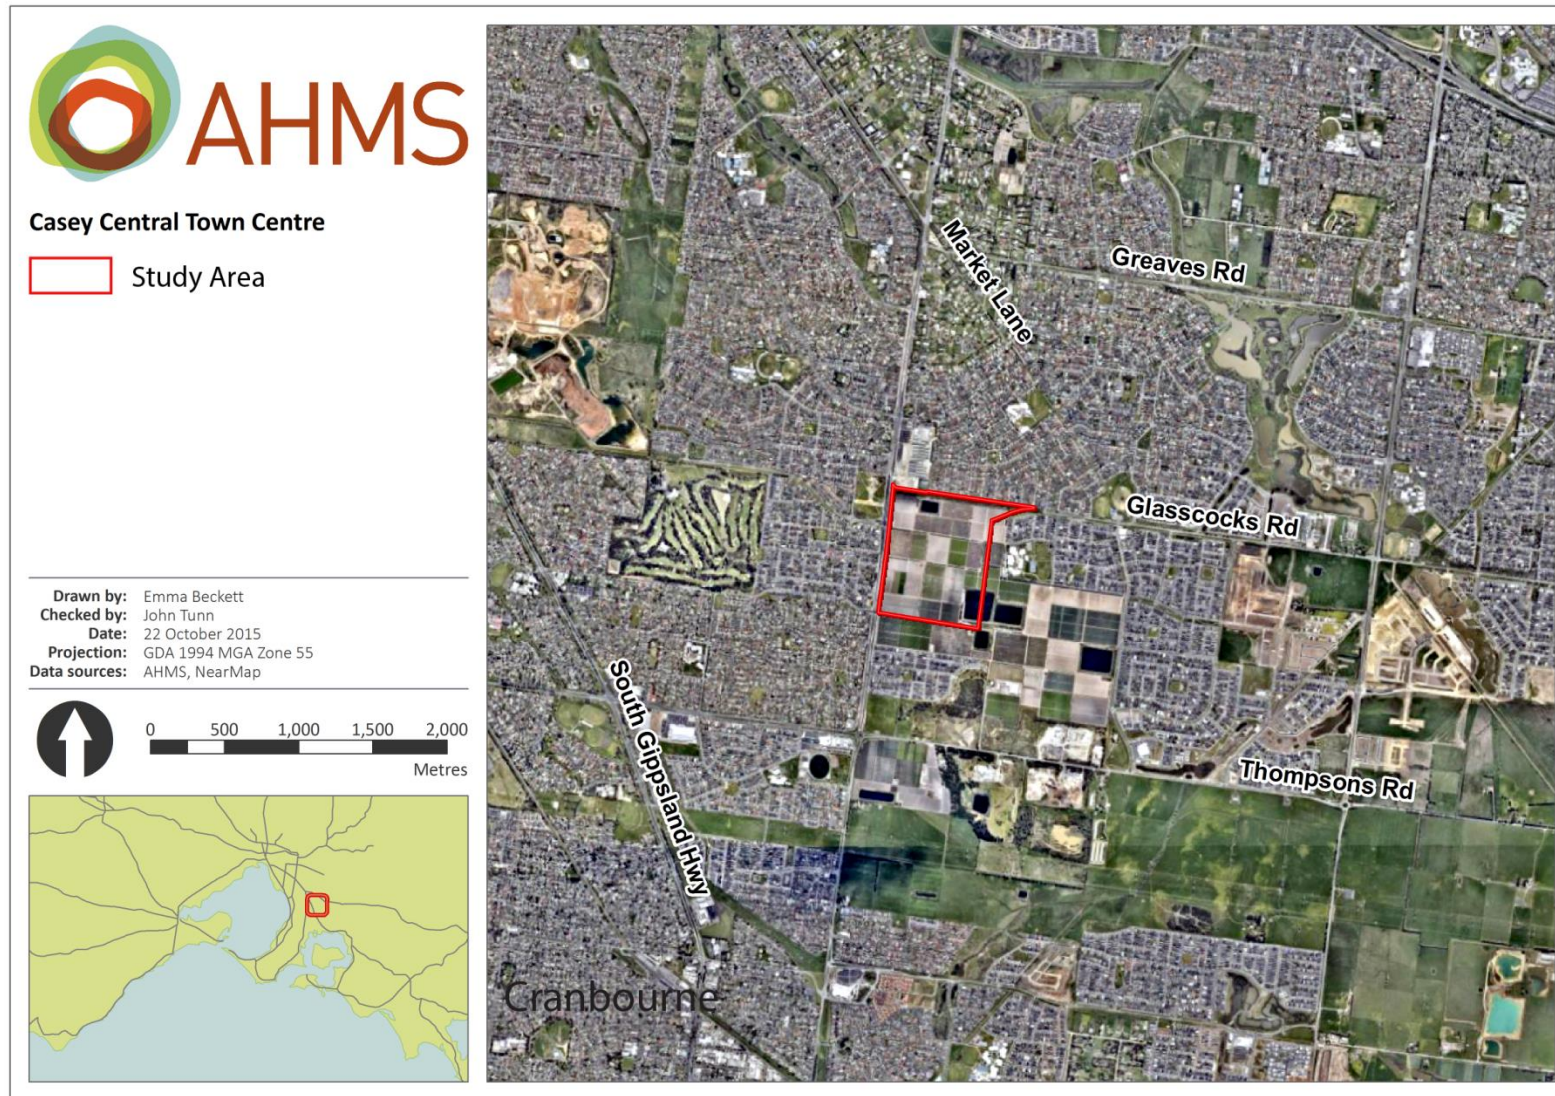 AHMS
Casey Central Town Centre
Study Area
Drawn by: Emma Beckett
Checked by: John Tunn
Date: 22 October 2015
Projection: GDA 1994 MGA Zone 55
Data sources: AHMS, NearMap
0 500 1,000 1,500 2,000
Metres
Market Lane
Greaves Rd
Glasscocks Rd
South Gippsland Hwy
Thompsons Rd
Cranbourne